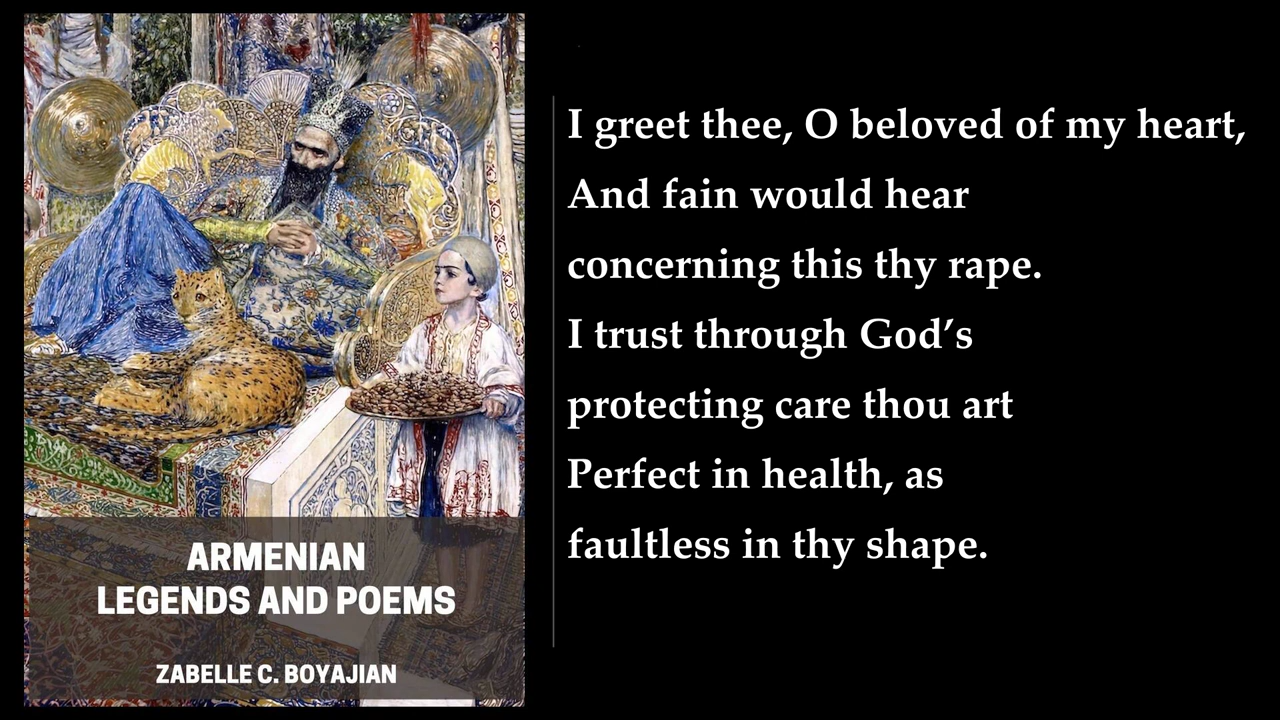 ARMENIAN
LEGENDS AND POEMS
ZABELLE C. BOYAJIAN
I greet thee, O beloved of my heart,
And fain would hear
concerning this thy rape.
I trust through God’s
protecting care thou art
Perfect in health, as
faultless in thy shape.